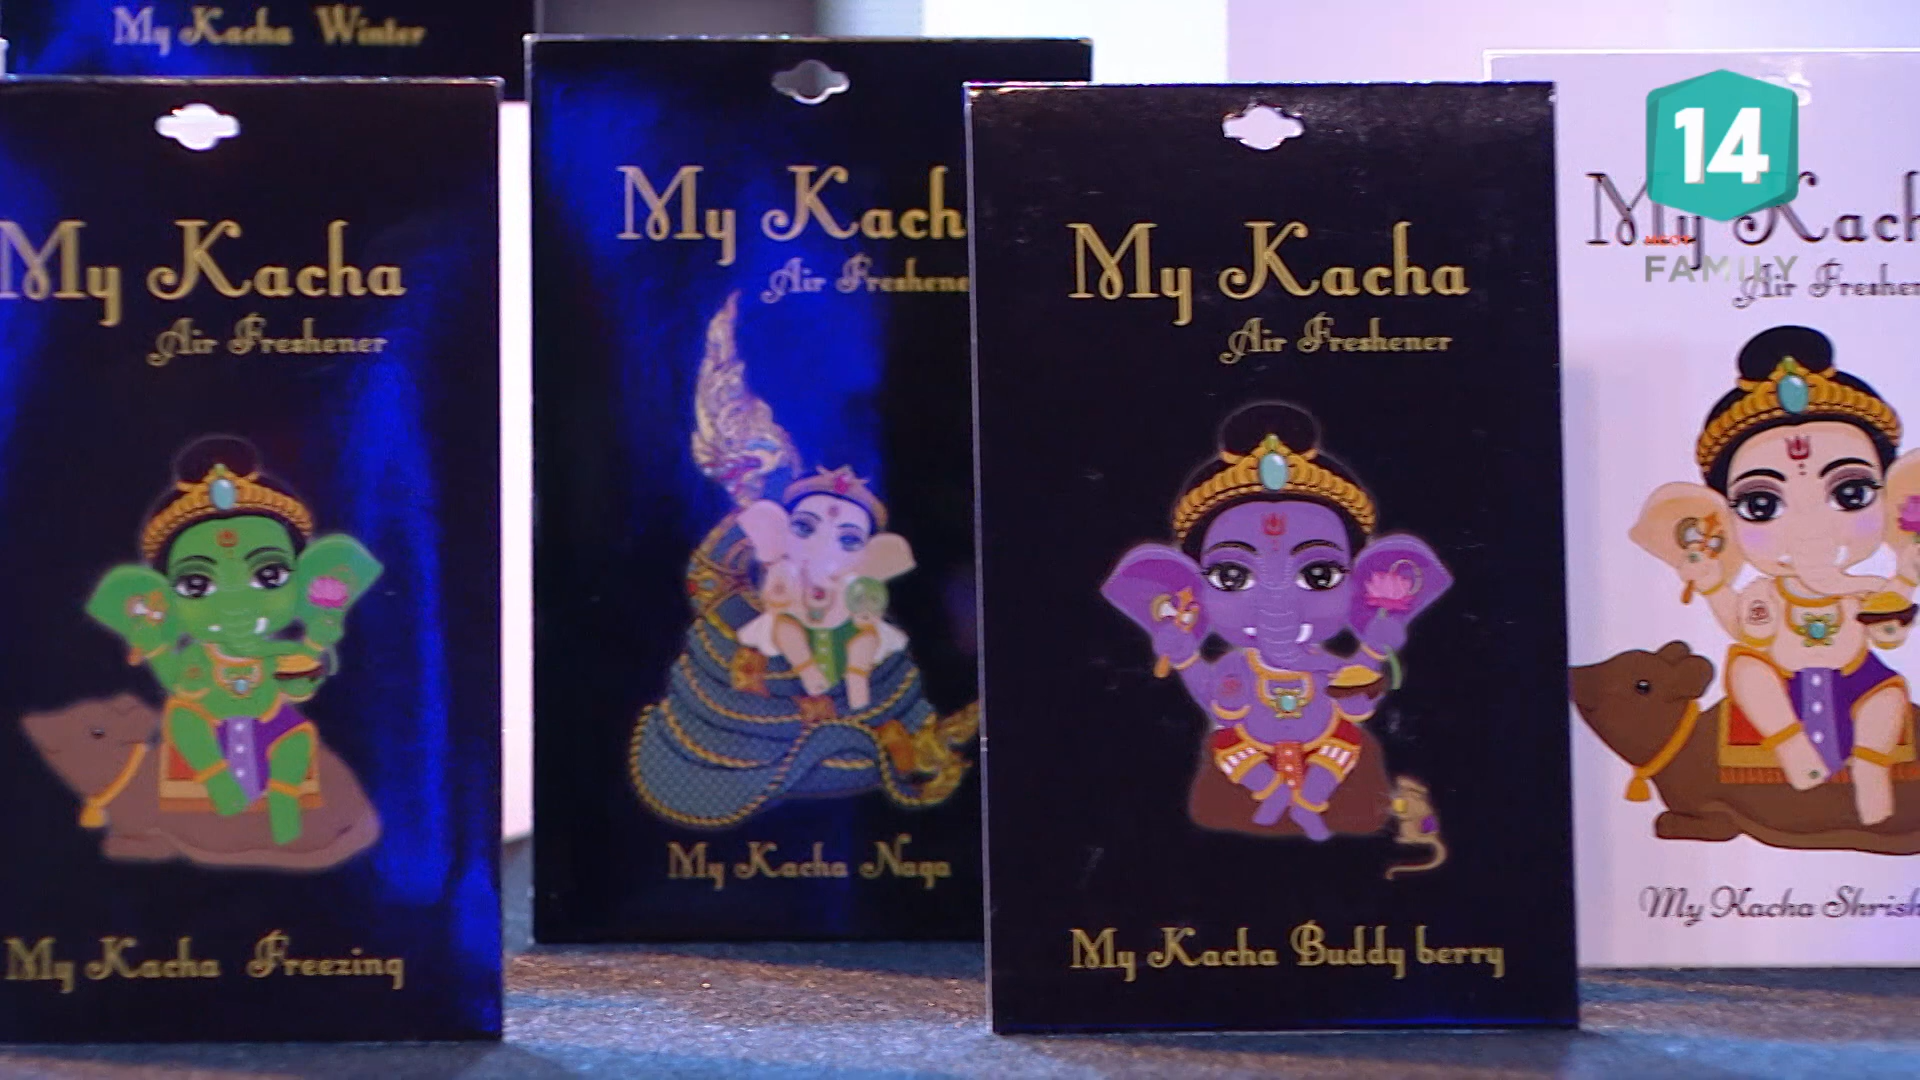 My Kacha Winter
My Kacha
Air Freshener
My Kacha Freezing
My Kach
Air Freshene
My Kacha Naga
My Kacha
Air Freshener
My Kacha Buddy berry
My Kach
Air Freshen
My Kacha Shrish
14
FAMILY